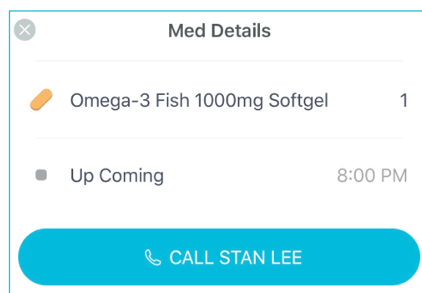 Med Details
Omega-3 Fish 1000mg Softgel 1
Up Coming 8:00 PM
CALL STAN LEE